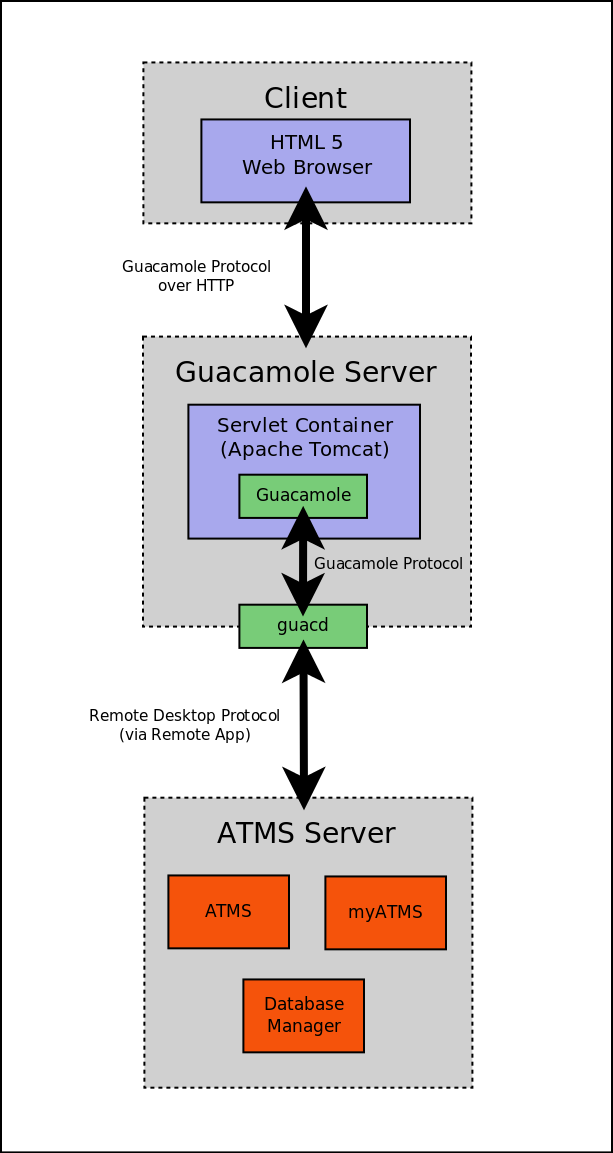 Client
HTML 5
Web Browser
Guacamole Protocol
over HTTP
Guacamole Server
Servlet Container
(Apache Tomcat)
Guacamole
Guacamole Protocol
guacd
Remote Desktop Protocol
(via Remote App)
ATMS Server
ATMS
myATMS
Database
Manager